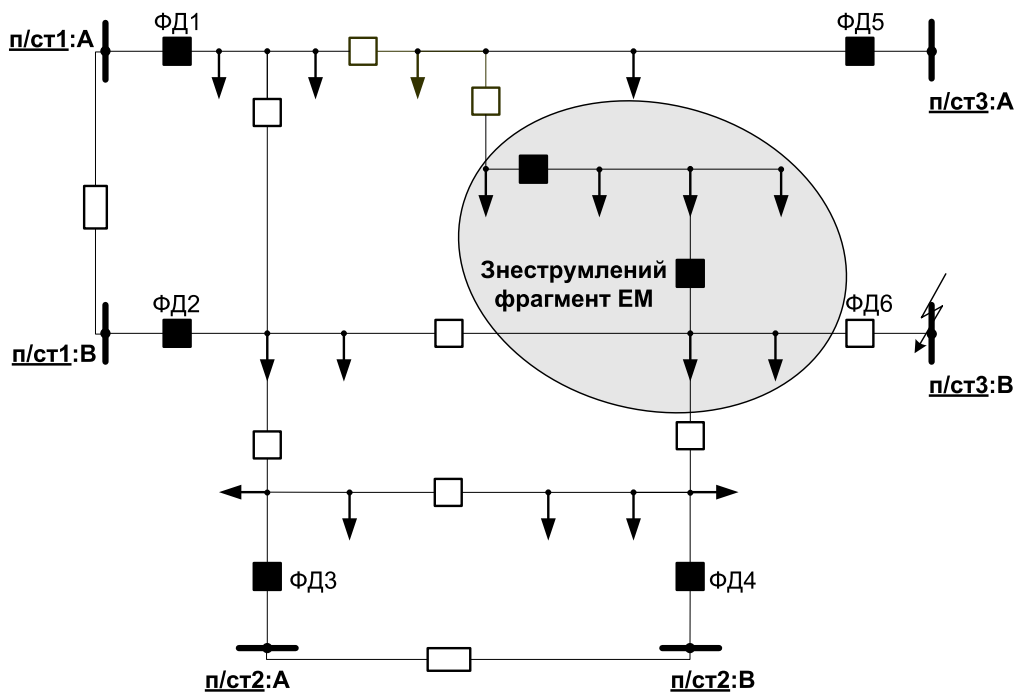 ФД1
ФД5
п/ст1:А
п/ст3:А
Знеструмлений
фрагмент ЕМ
ФД2
ФД6
п/ст1:В
п/ст3:В
ФД3
ФД4
п/ст2:А
п/ст2:В